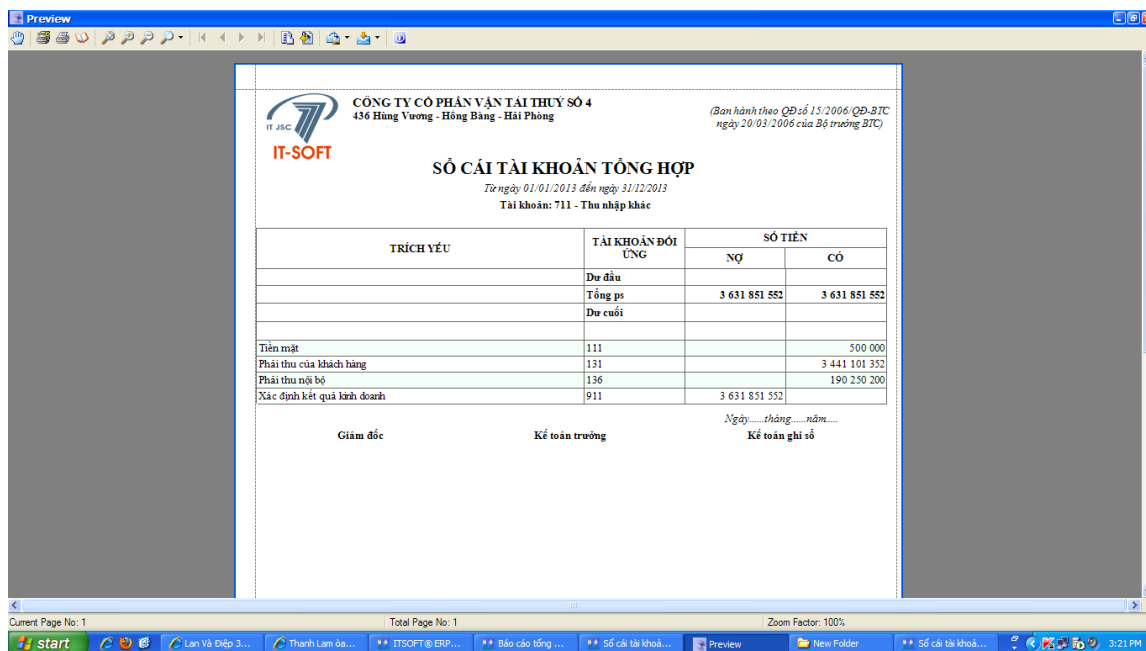 Preview
CÔNG TY CỔ PHẦN VẬN TẢI THUỶ SỐ 4
436 Hùng Vương - Hồng Bàng - Hải Phòng
(Ban hành theo QĐ số 15/2006/QĐ-BTC
ngày 20/03/2006 của Bộ trưởng BTC)
IT JSC
IT-SOFT
SỔ CÁI TÀI KHOẢN TỔNG HỢP
Từ ngày 01/01/2013 đến ngày 31/12/2013
Tài khoản: 711 - Thu nhập khác
TRÍCH YẾU TÀI KHOẢN ĐỐI ỨNG SỐ TIỀN
NỢ CÓ
Dư đầu
Tổng ps 3 631 851 552 3 631 851 552
Dư cuối
Tiền mặt 111 500 000
Phải thu của khách hàng 131 3 441 101 352
Phải thu nội bộ 136 190 250 200
Xác định kết quả kinh doanh 911 3 631 851 552
Ngày......tháng......năm.....
Giám đốc Kế toán trưởng Kế toán ghi sổ
Current Page No: 1 Total Page No: 1 Zoom Factor: 100%
start Lan Và Điệp 3... Thanh Lam òa... ITSOFT® ERP... Báo cáo tổng ... Sổ cái tài khoả... Preview New Folder Sổ cái tài khoả... 3:21 PM